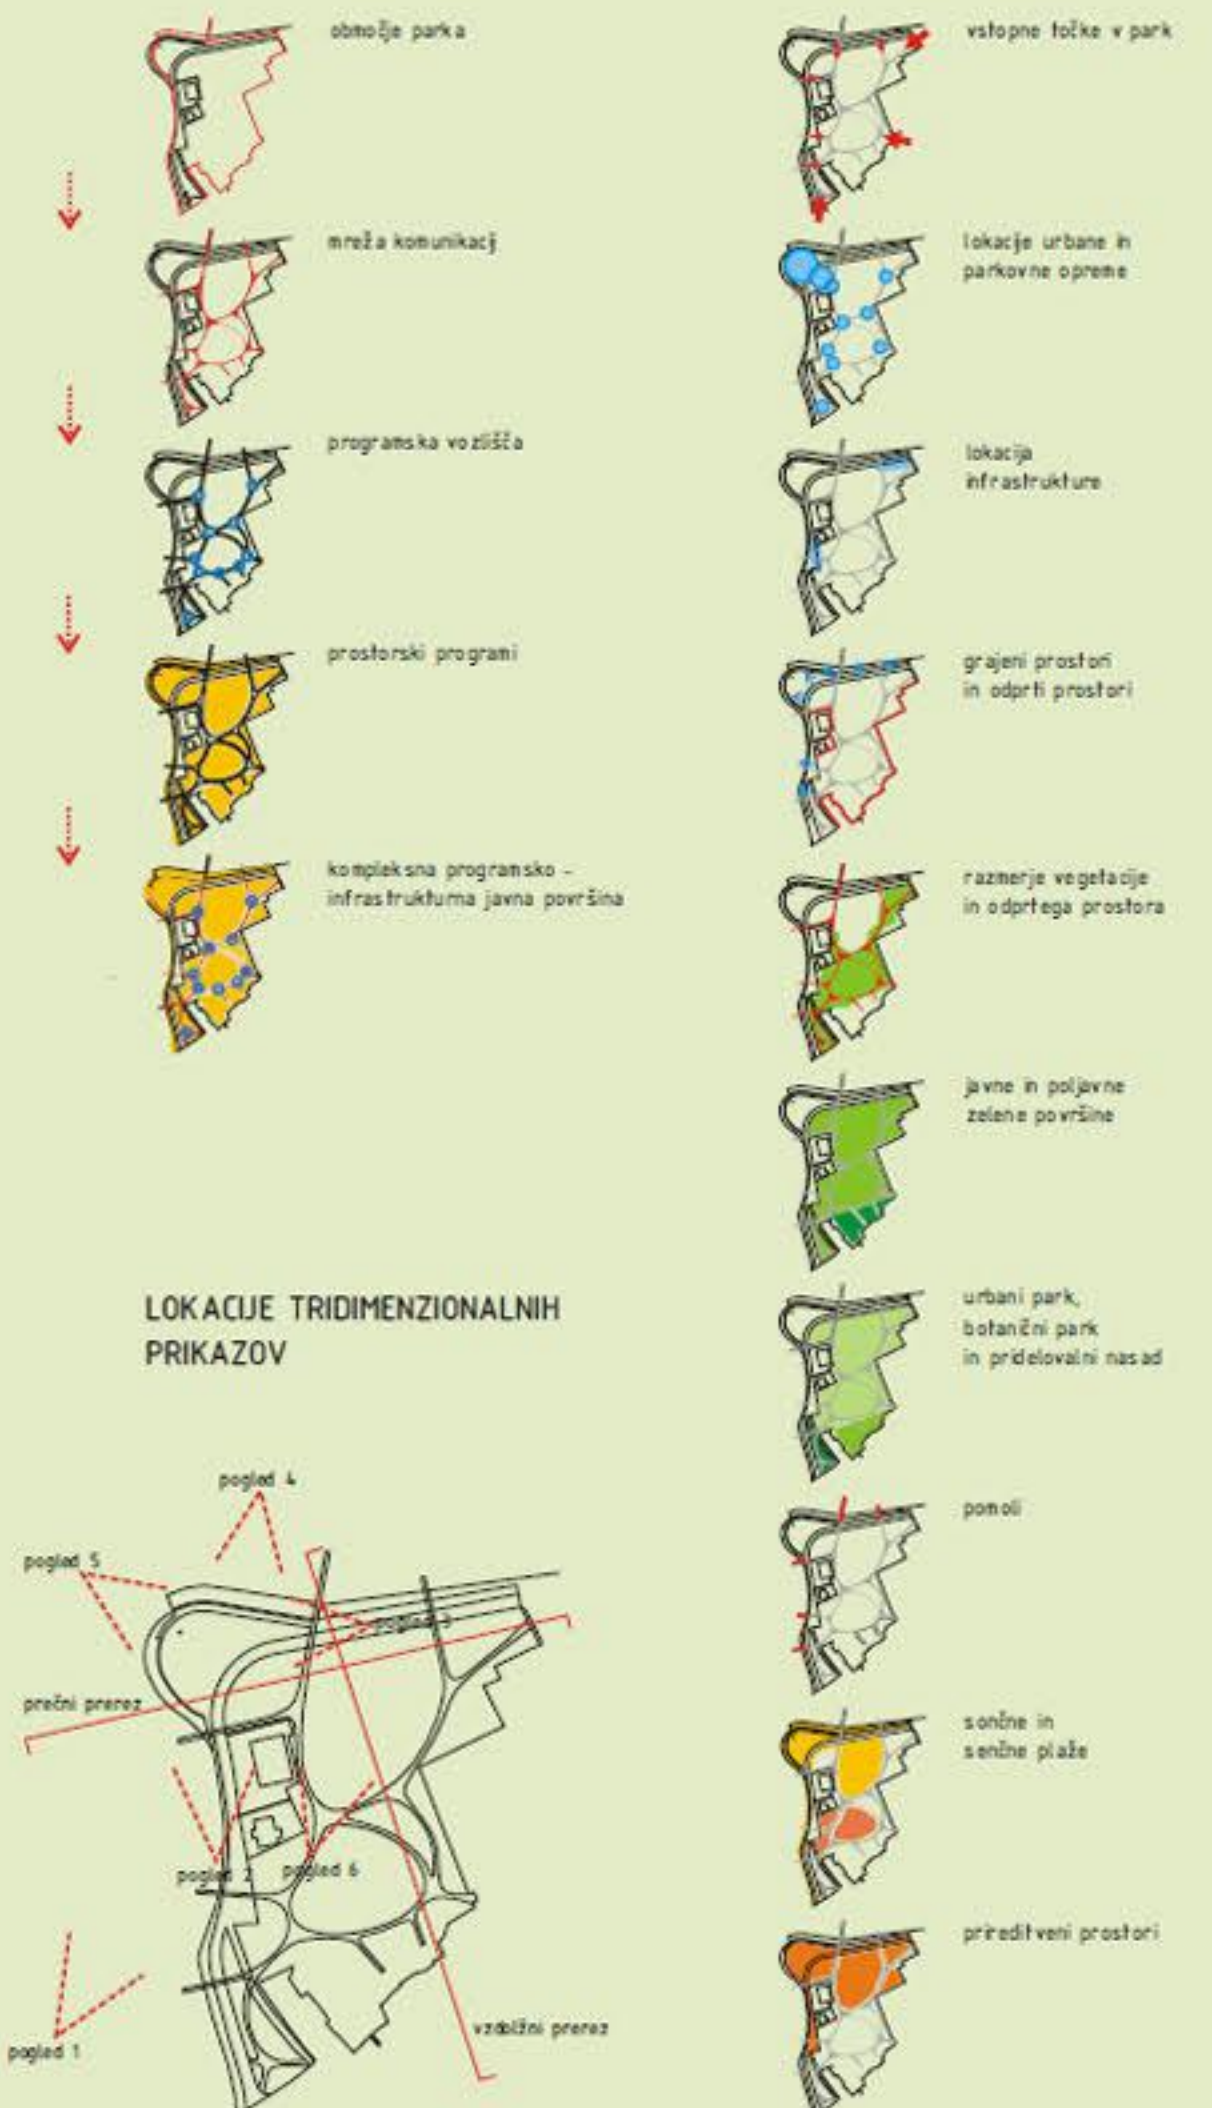 območje parka
mreža komunikacij
programska vozlišča
prostorski programi
kompleksna programsko -
infrastrukturna javna površina
vstopne točke v park
lokacije urbane in
parkovne opreme
lokacija
infrastrukture
grajeni prostori
in odprti prostori
razmerje vegetacije
in odprtega prostora
javne in poljavne
zelene površine
urbani park,
botanični park
in pridelovalni nasad
pomoli
sončne in
senčne plaže
prireditveni prostori
LOKACIJE TRIDIMENZIONALNIH
PRIKAZOV
pogled 4
pogled 5
pogled 3
prečni prerez
pogled 2
pogled 6
vzdolžni prerez
pogled 1